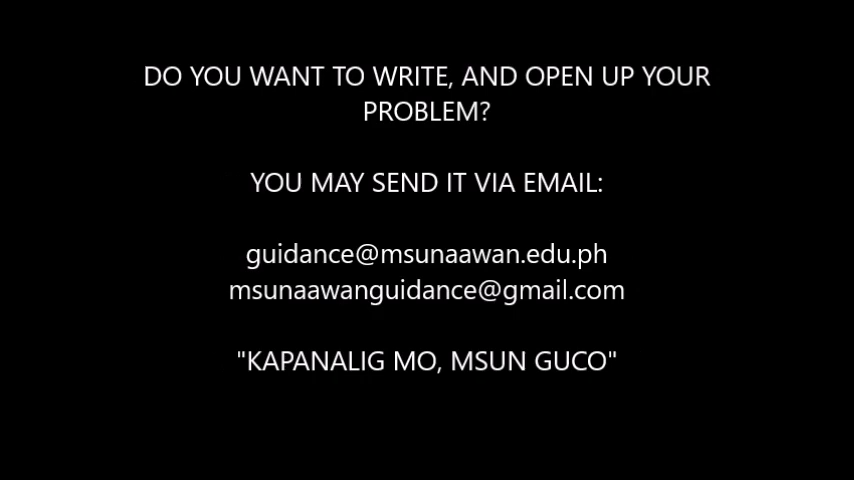 DO YOU WANT TO WRITE, AND OPEN UP YOUR
PROBLEM?
YOU MAY SEND IT VIA EMAIL:
guidance@msunaawan.edu.ph
msunaawanguidance@gmail.com
"KAPANALIG MO, MSUN GUCO"